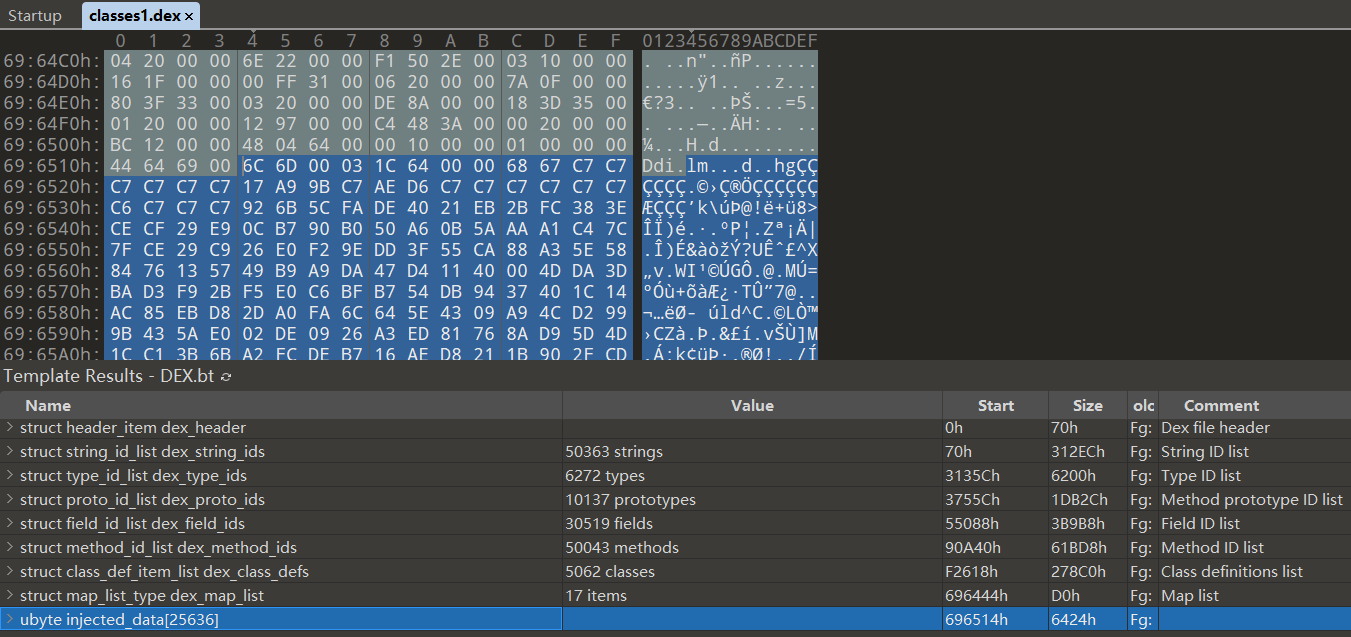 Startup classes1.dex ×
0 1 2 3 4 5 6 7 8 9 A B C D E F 0123456789ABCDEF
69:64C0h: 04 20 00 00 6E 22 00 00 F1 50 2E 00 03 10 00 00 . ..n"..ñP......
69:64D0h: 16 1F 00 00 00 FF 31 00 06 20 00 00 7A 0F 00 00 .....ÿ1.. ..z...
69:64E0h: 80 3F 33 00 03 20 00 00 DE 8A 00 00 18 3D 35 00 €?3.. ..ÞŠ...=5.
69:64F0h: 01 20 00 00 12 97 00 00 C4 48 3A 00 00 20 00 00 . ...—..ÄH:.. ..
69:6500h: BC 12 00 00 48 04 64 00 00 10 00 00 01 00 00 00 ¼...H.d.........
69:6510h: 44 64 69 00 6C 6D 00 03 1C 64 00 00 68 67 C7 C7 Ddi.lm...d..hgÇÇ
69:6520h: C7 C7 C7 C7 17 A9 9B C7 AE D6 C7 C7 C7 C7 C7 C7 ÇÇÇÇ.©›Ç®ÖÇÇÇÇÇÇ
69:6530h: C6 C7 C7 C7 92 6B 5C FA DE 40 21 EB 2B FC 38 3E ÆÇÇÇ’k\úÞ@!ë+ü8>
69:6540h: CE CF 29 E9 0C B7 90 B0 50 A6 0B 5A AA A1 C4 7C ÎÏ)é.·.°P¦.Zª¡Ä|
69:6550h: 7F CE 29 C9 26 E0 F2 9E DD 3F 55 CA 88 A3 5E 58 .Î)É&àòžÝ?UÊˆ£^X
69:6560h: 84 76 13 57 49 B9 A9 DA 47 D4 11 40 00 4D DA 3D „v.WI¹©ÚGÔ.@.MÚ=
69:6570h: BA D3 F9 2B F5 E0 C6 BF B7 54 DB 94 37 40 1C 14 ºÓù+õàÆ¿·TÛ”7@..
69:6580h: AC 85 EB D8 2D A0 FA 6C 64 5E 43 09 A9 4C D2 99 ¬…ëØ- úld^C.©LÒ™
69:6590h: 9B 43 5A E0 02 DE 09 26 A3 ED 81 76 8A D9 5D 4D ›CZà.Þ.&£í.vŠÙ]M
69:65A0h: 1C C1 3B 6B A2 FC DE B7 16 AE D8 21 1B 90 2F CD .Á;k¢üÞ·.®Ø!../Í
Template Results - DEX.bt
Name Value Start Size olc Comment
struct header_item dex_header 0h 70h Fg: Dex file header
struct string_id_list dex_string_ids 50363 strings 70h 312ECh Fg: String ID list
struct type_id_list dex_type_ids 6272 types 3135Ch 6200h Fg: Type ID list
struct proto_id_list dex_proto_ids 10137 prototypes 3755Ch 1DB2Ch Fg: Method prototype ID list
struct field_id_list dex_field_ids 30519 fields 55088h 3B9B8h Fg: Field ID list
struct method_id_list dex_method_ids 50043 methods 90A40h 61BD8h Fg: Method ID list
struct class_def_item_list dex_class_defs 5062 classes F2618h 278C0h Fg: Class definitions list
struct map_list_type dex_map_list 17 items 696444h D0h Fg: Map list
ubyte injected_data[25636] 696514h 6424h Fg: